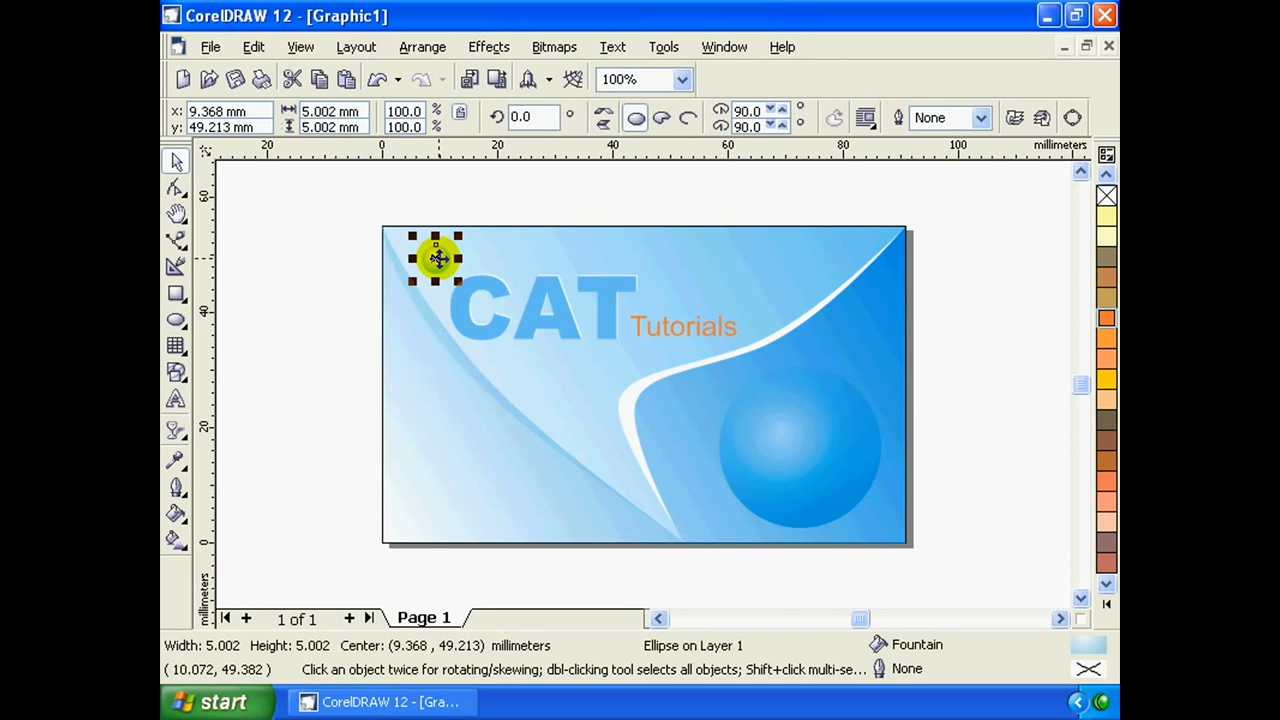 CorelDRAW 12 - [Graphic1]
File Edit View Layout Arrange Effects Bitmaps Text Tools Window Help
100%
x: 9.368 mm 5.002 mm 100.0 % 0.0 ° 90.0 ° None
y: 49.213 mm 5.002 mm 100.0 % 90.0 °
20 0 20 40 60 80 100 millimeters
60
40
20
0
millimeters
CAT
Tutorials
1 of 1 Page 1
Width: 5.002 Height: 5.002 Center: (9.368 , 49.213) millimeters Ellipse on Layer 1 Fountain
( 10.072, 49.382 ) Click an object twice for rotating/skewing; dbl-clicking tool selects all objects; Shift+click multi-se... None
start CorelDRAW 12 - [Gra...